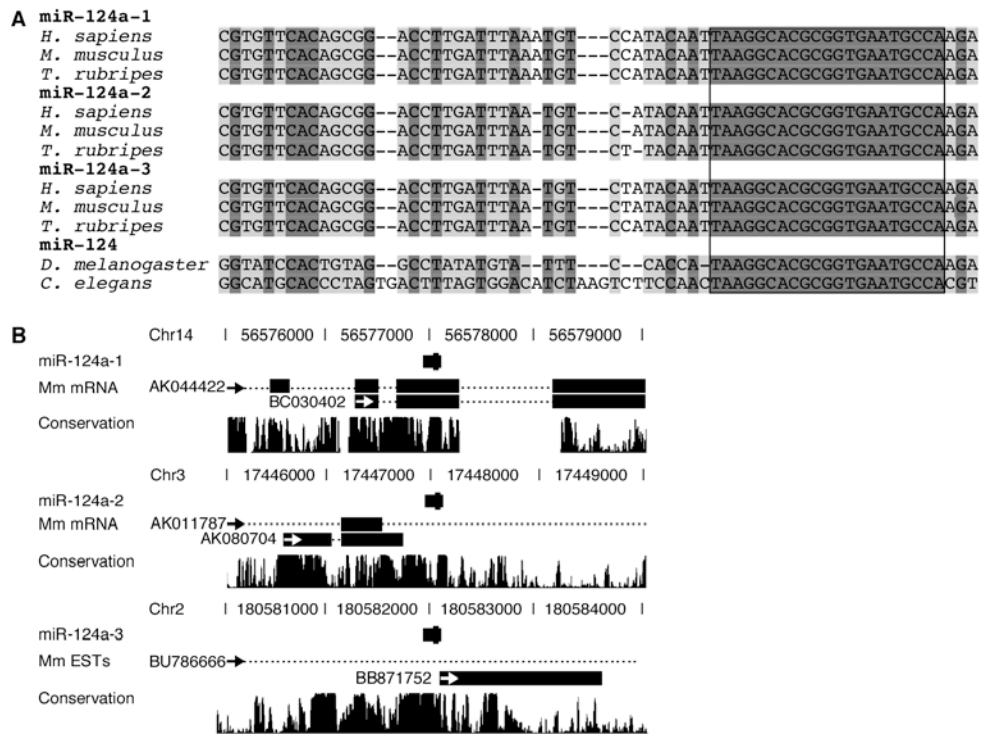 A
miR-124a-1
H. sapiens CGTGTTCACAGCGG--ACCTTGATTTAAATGT---CCATACAATTAAGGCACGCGGTGAATGCCAAGA
M. musculus CGTGTTCACAGCGG--ACCTTGATTTAAATGT---CCATACAATTAAGGCACGCGGTGAATGCCAAGA
T. rubripes CGTGTTCACAGCGG--ACCTTGATTTAAATGT---CCATACAATTAAGGCACGCGGTGAATGCCAAGA
miR-124a-2
H. sapiens CGTGTTCACAGCGG--ACCTTGATTTAA-TGT---C-ATACAATTAAGGCACGCGGTGAATGCCAAGA
M. musculus CGTGTTCACAGCGG--ACCTTGATTTAA-TGT---C-ATACAATTAAGGCACGCGGTGAATGCCAAGA
T. rubripes CGTGTTCACAGCGG--ACCTTGATTTAA-TGT---CT-TACAATTAAGGCACGCGGTGAATGCCAAGA
miR-124a-3
H. sapiens CGTGTTCACAGCGG--ACCTTGATTTAA-TGT---CTATACAATTAAGGCACGCGGTGAATGCCAAGA
M. musculus CGTGTTCACAGCGG--ACCTTGATTTAA-TGT---CTATACAATTAAGGCACGCGGTGAATGCCAAGA
T. rubripes CGTGTTCACAGCGG--ACCTTGATTTAA-TGT---CTATACAATTAAGGCACGCGGTGAATGCCAAGA
miR-124
D. melanogaster GGTATCCACTGTAG--GCCTATATGTA--TTT---C--CACCA-TAAGGCACGCGGTGAATGCCAAGA
C. elegans GGCATGCACCCTAGTGACTTTAGTGGACATCTAAGTCTTCCAACTAAGGCACGCGGTGAATGCCACGT
B
Chr14 | 56576000 | 56577000 | 56578000 | 56579000 |
miR-124a-1
Mm mRNA AK044422
BC030402
Conservation
Chr3 | 17446000 | 17447000 | 17448000 | 17449000 |
miR-124a-2
Mm mRNA AK011787
AK080704
Conservation
Chr2 | 180581000 | 180582000 | 180583000 | 180584000 |
miR-124a-3
Mm ESTs BU786666
BB871752
Conservation